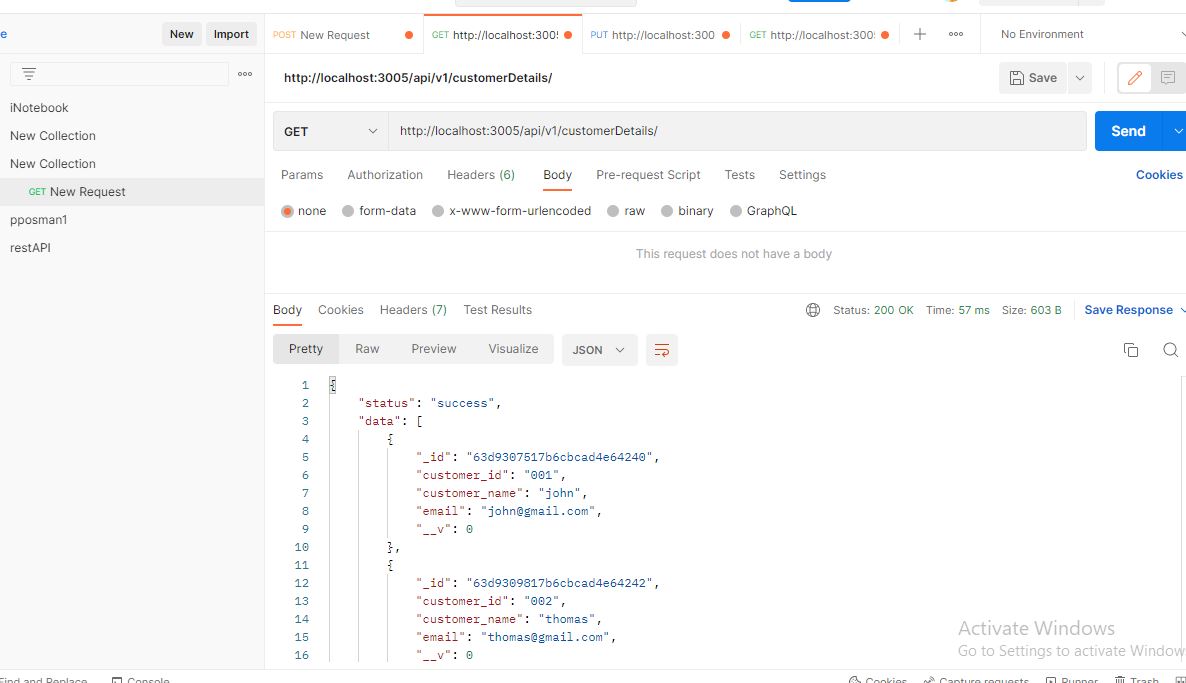 e New Import POST New Request GET http://localhost:300! PUT http://localhost:300 GET http://localhost:300! No Environment
http://localhost:3005/api/v1/customerDetails/ Save
iNotebook
New Collection
New Collection
GET New Request
pposman1
restAPI
GET http://localhost:3005/api/v1/customerDetails/ Send
Params Authorization Headers (6) Body Pre-request Script Tests Settings Cookies
none form-data x-www-form-urlencoded raw binary GraphQL
This request does not have a body
Body Cookies Headers (7) Test Results Status: 200 OK Time: 57 ms Size: 603 B Save Response
Pretty Raw Preview Visualize JSON
1 {
2 "status": "success",
3 "data": [
4 {
5 "_id": "63d9307517b6cbcad4e64240",
6 "customer_id": "001",
7 "customer_name": "john",
8 "email": "john@gmail.com",
9 "__v": 0
10 },
11 {
12 "_id": "63d9309817b6cbcad4e64242",
13 "customer_id": "002",
14 "customer_name": "thomas",
15 "email": "thomas@gmail.com",
16 "__v": 0
Activate Windows
Go to Settings to activate Window
Find and Replace Console Cookies Capture requests Runner Trash